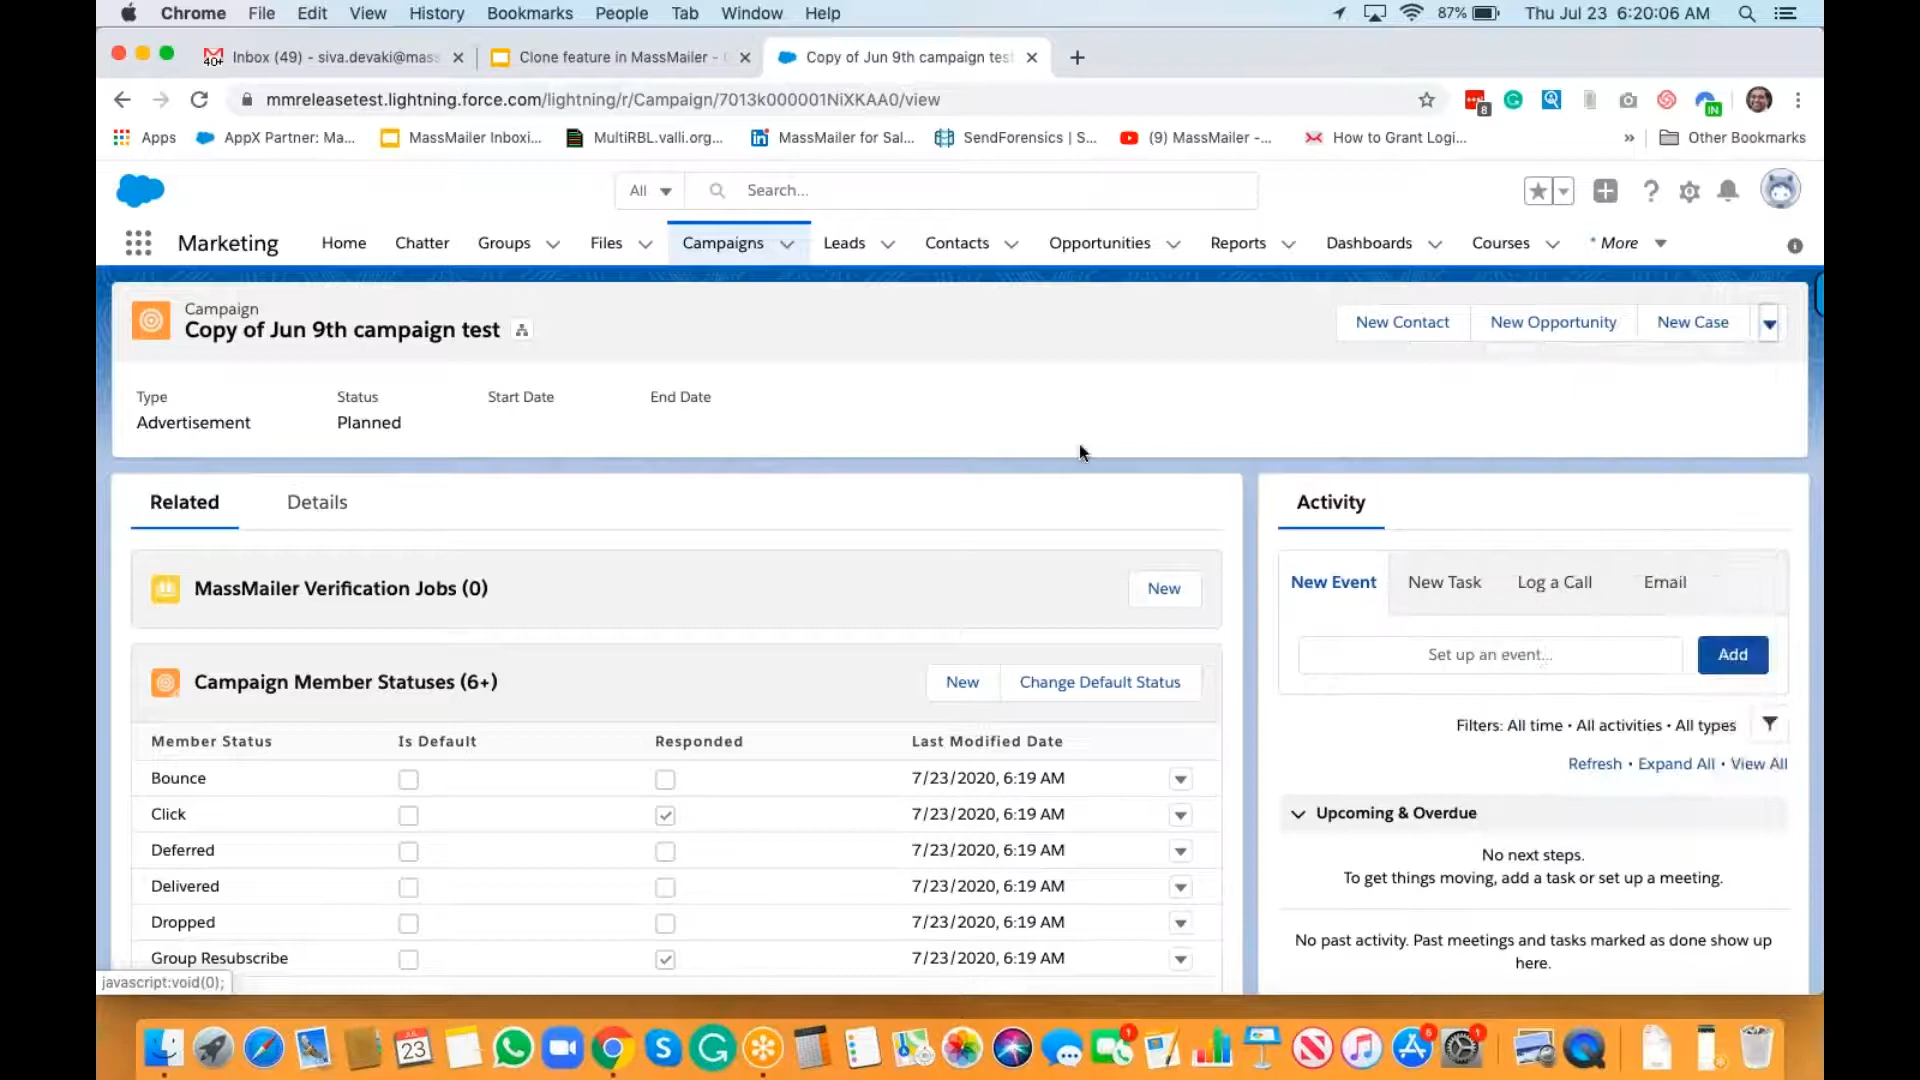 Chrome File Edit View History Bookmarks People Tab Window Help 87% Thu Jul 23 6:20:06 AM
40+ Inbox (49) - siva.devaki@mass Clone feature in MassMailer - Copy of Jun 9th campaign test
mmreleasetest.lightning.force.com/lightning/r/Campaign/7013k000001NiXKAA0/view 8 IN
Apps AppX Partner: Ma... MassMailer Inboxi... MultiRBL.valli.org... MassMailer for Sal... SendForensics | S... (9) MassMailer -... How to Grant Logi... » Other Bookmarks
All Search...
Marketing Home Chatter Groups Files Campaigns Leads Contacts Opportunities Reports Dashboards Courses * More
Campaign
Copy of Jun 9th campaign test
New Contact New Opportunity New Case
Type Status Start Date End Date
Advertisement Planned
Related Details
Activity
MassMailer Verification Jobs (0) New
New Event New Task Log a Call Email
Set up an event... Add
Campaign Member Statuses (6+) New Change Default Status
Filters: All time • All activities • All types
Refresh • Expand All • View All
Member Status Is Default Responded Last Modified Date
Bounce 7/23/2020, 6:19 AM
Click 7/23/2020, 6:19 AM
Deferred 7/23/2020, 6:19 AM
Delivered 7/23/2020, 6:19 AM
Dropped 7/23/2020, 6:19 AM
Group Resubscribe 7/23/2020, 6:19 AM
Upcoming & Overdue
No next steps.
To get things moving, add a task or set up a meeting.
No past activity. Past meetings and tasks marked as done show up
here.
javascript:void(0);
JUL
23
1
6
1